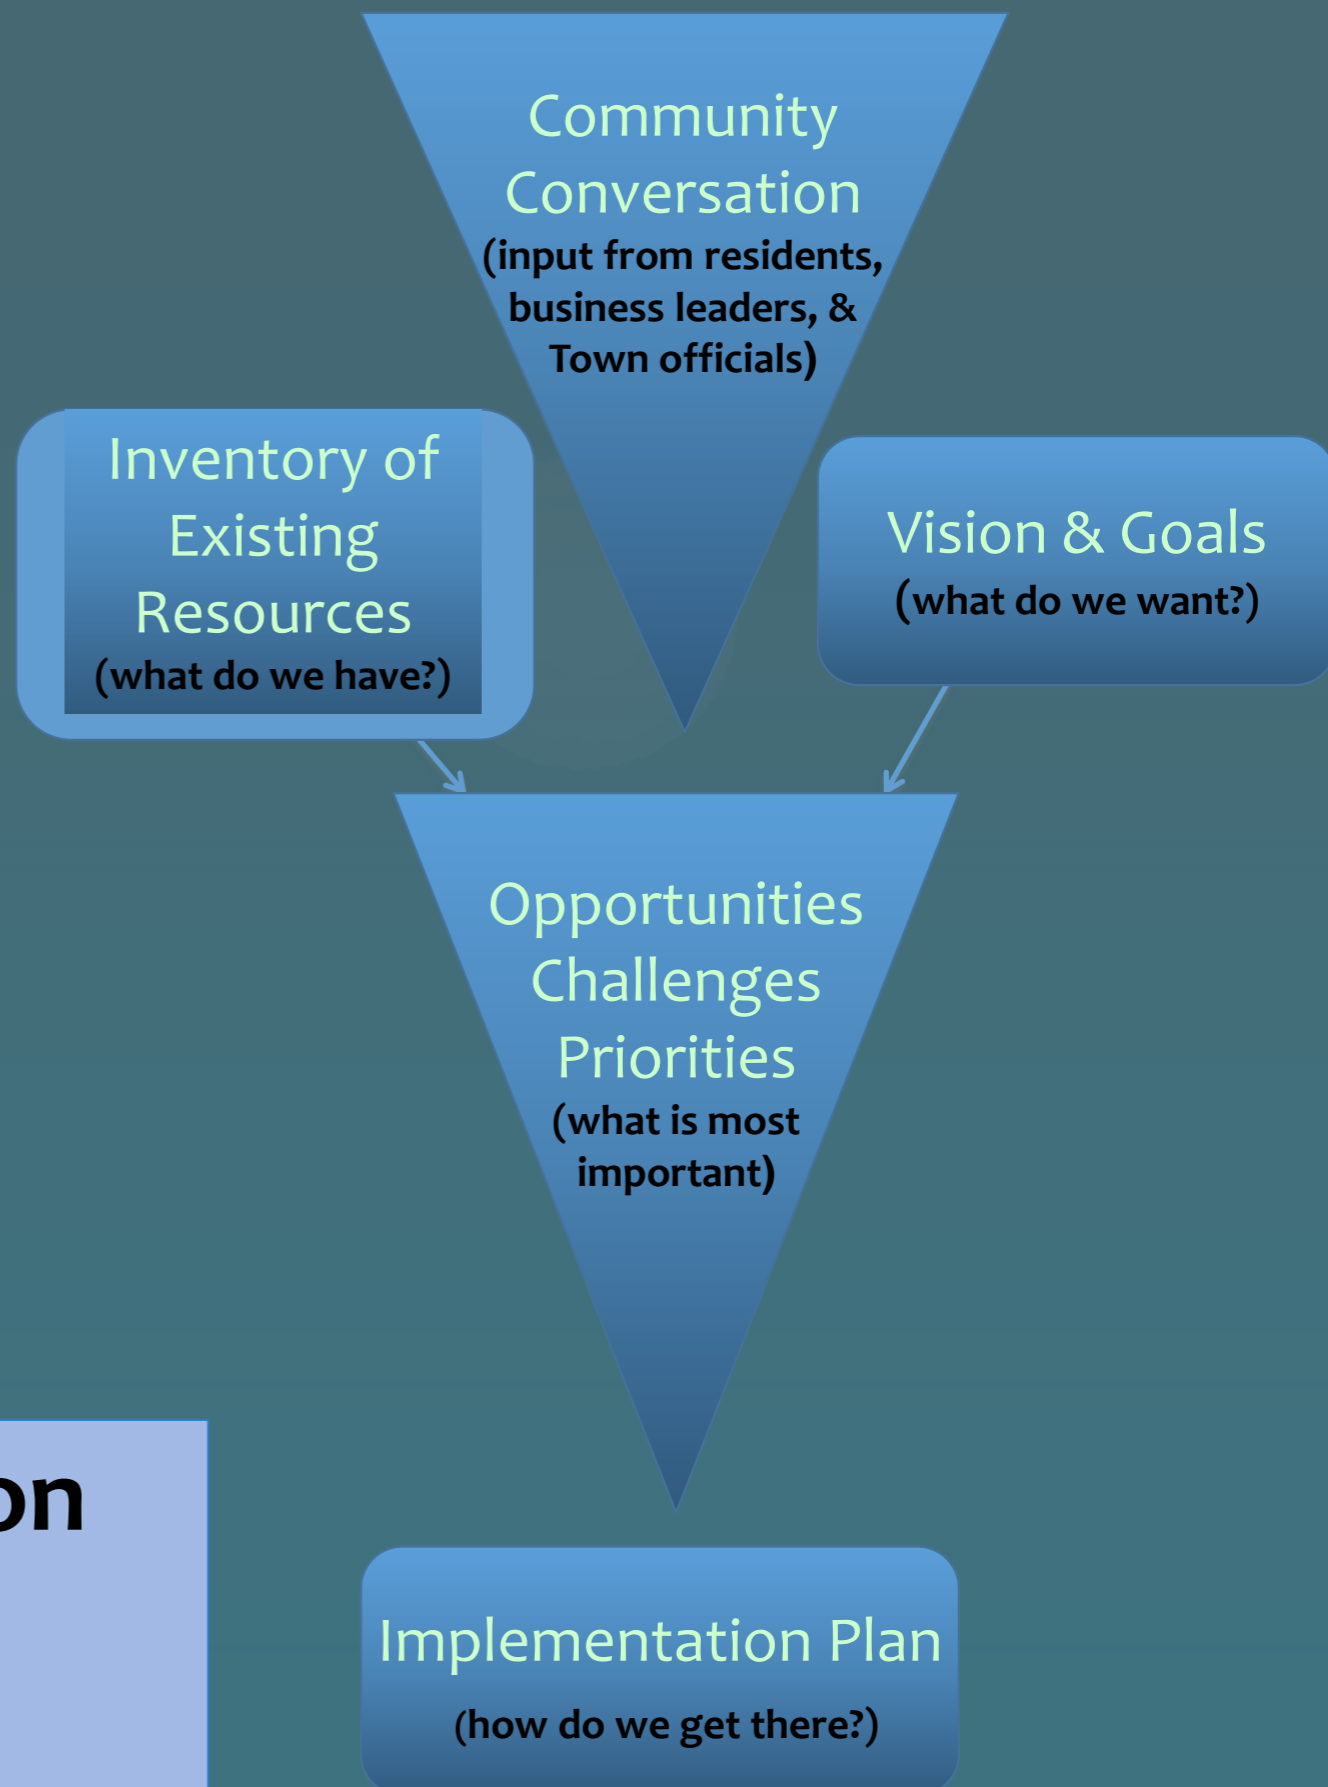 Community
Conversation
(input from residents,
business leaders, &
Town officials)
Inventory of
Existing
Resources
(what do we have?)
Vision & Goals
(what do we want?)
Opportunities
Challenges
Priorities
(what is most
important)
on
Implementation Plan
(how do we get there?)